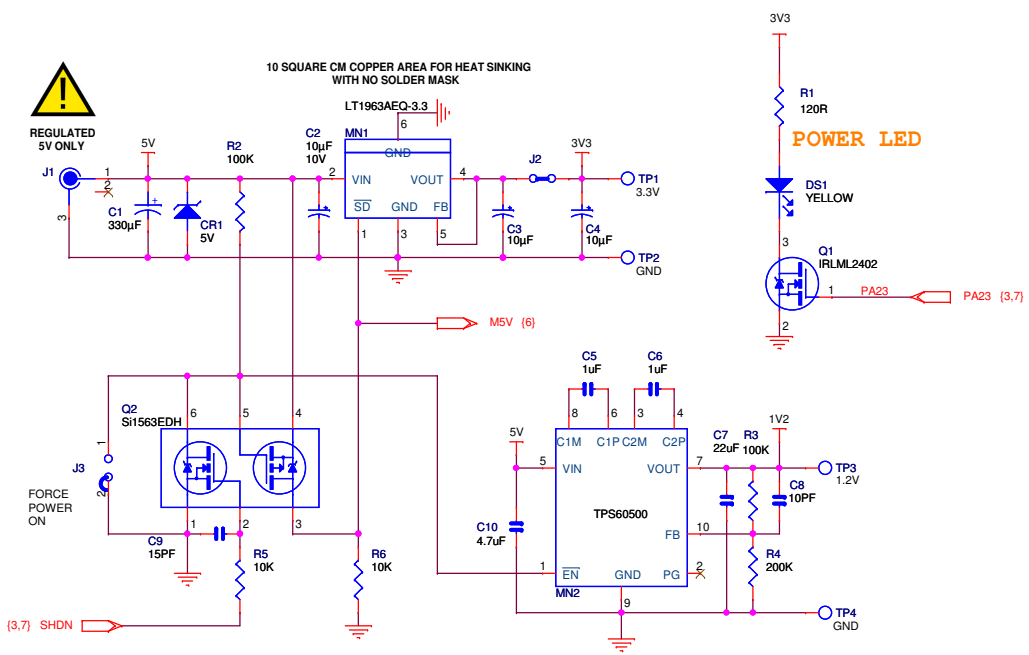 3V3
10 SQUARE CM COPPER AREA FOR HEAT SINKING
WITH NO SOLDER MASK
LT1963AEQ-3.3
R1
120R
POWER LED
REGULATED
5V ONLY
5V
R2
100K
C2
10µF
10V
MN1
6
GND
3V3
J1
1
2
3
2
VIN
VOUT
4
J2
TP1
3.3V
SD
GND
FB
1
3
5
C1
330µF
+
CR1
5V
+
+
C3
10µF
+
C4
10µF
TP2
GND
DS1
YELLOW
3
Q1
IRLML2402
1
PA23
PA23 {3,7}
2
M5V {6}
Q2
Si1563EDH
6
5
4
1
J3
2
FORCE
POWER
ON
1
2
3
C9
15PF
R5
10K
R6
10K
{3,7} SHDN
C5
1uF
C6
1uF
8
6
3
4
C1M
C1P
C2M
C2P
5V
5
VIN
VOUT
7
C7
22uF
R3
100K
1V2
TP3
1.2V
C8
10PF
TPS60500
C10
4.7uF
FB
10
R4
200K
1
EN
GND
PG
2
MN2
9
TP4
GND